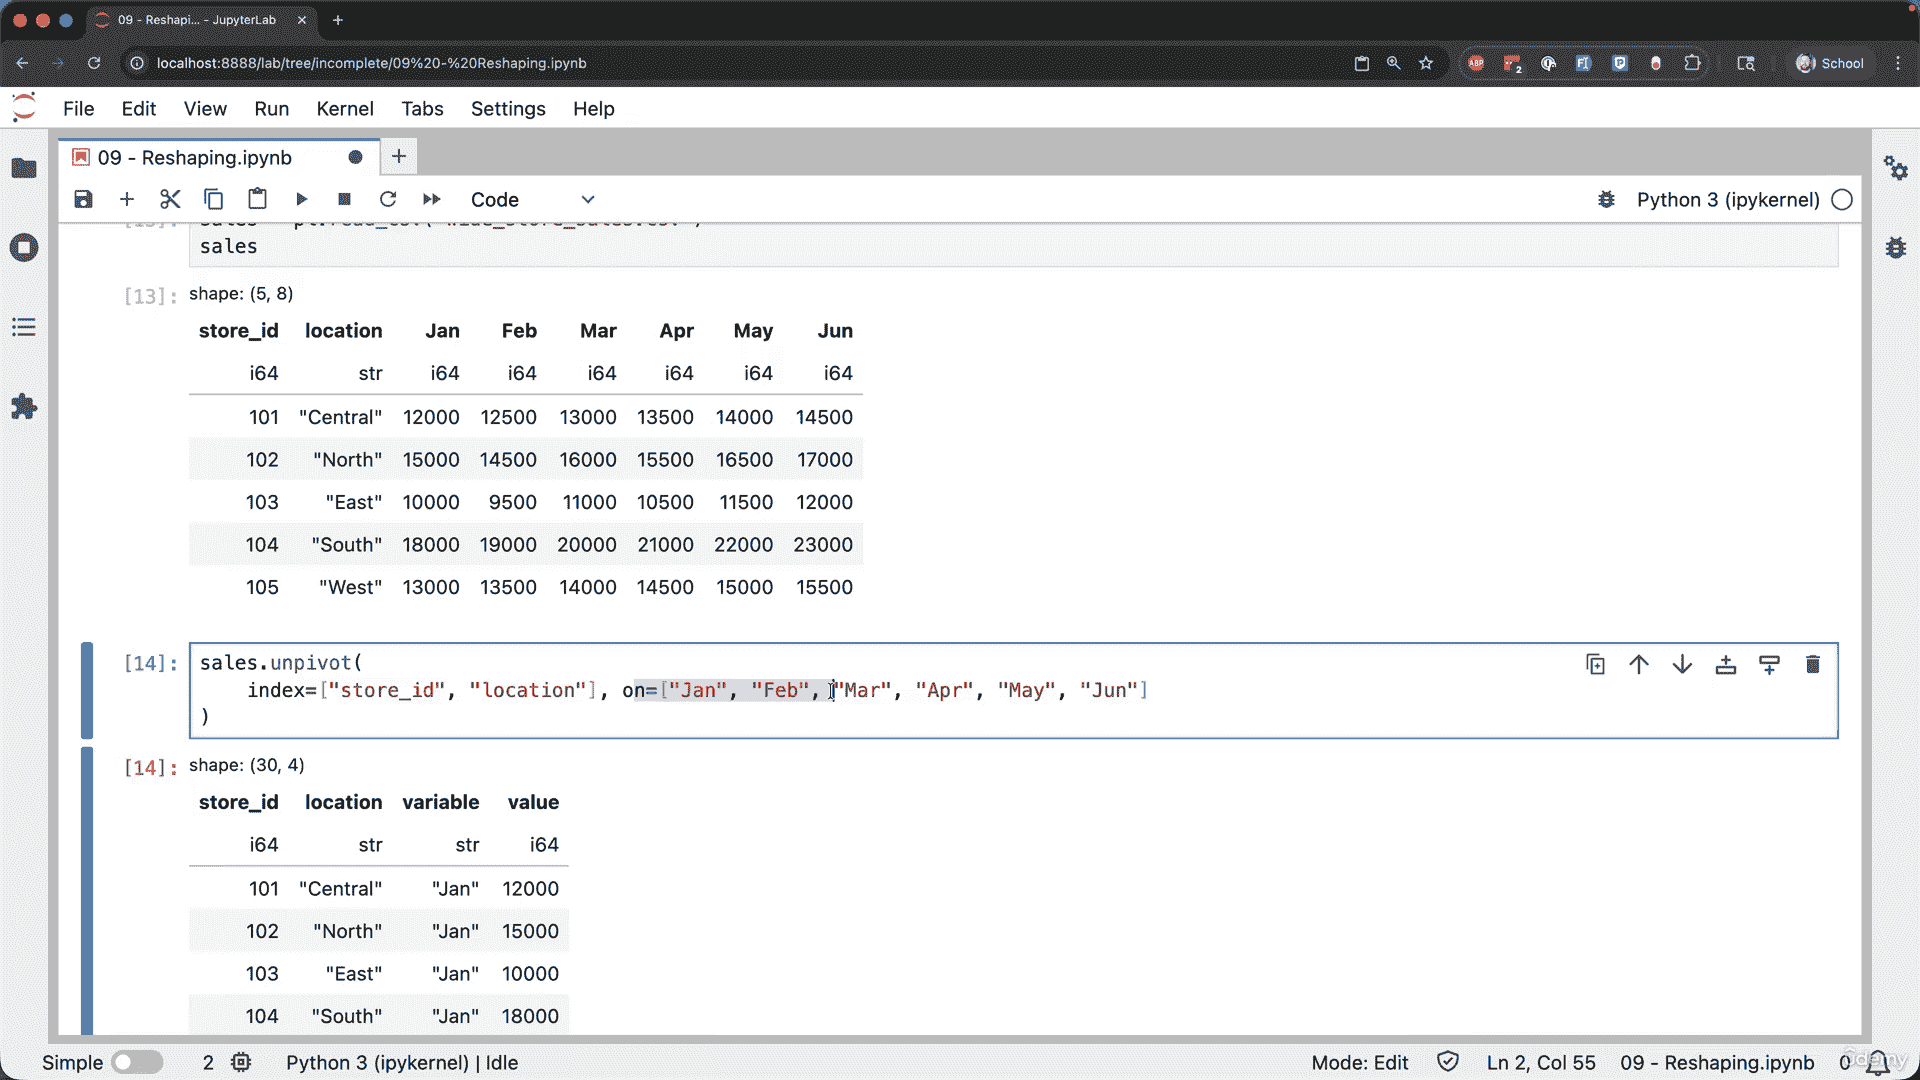 09 - Reshapi... - JupyterLab
localhost:8888/lab/tree/incomplete/09%20-%20Reshaping.ipynb
ABP
2
School
File Edit View Run Kernel Tabs Settings Help
09 - Reshaping.ipynb
Code
Python 3 (ipykernel)
sales
[13]: shape: (5, 8)
store_id location Jan Feb Mar Apr May Jun
i64 str i64 i64 i64 i64 i64 i64
101 "Central" 12000 12500 13000 13500 14000 14500
102 "North" 15000 14500 16000 15500 16500 17000
103 "East" 10000 9500 11000 10500 11500 12000
104 "South" 18000 19000 20000 21000 22000 23000
105 "West" 13000 13500 14000 14500 15000 15500
[14]: sales.unpivot(
index=["store_id", "location"], on=["Jan", "Feb", "Mar", "Apr", "May", "Jun"]
)
[14]: shape: (30, 4)
store_id location variable value
i64 str str i64
101 "Central" "Jan" 12000
102 "North" "Jan" 15000
103 "East" "Jan" 10000
104 "South" "Jan" 18000
Simple 2 Python 3 (ipykernel) | Idle Mode: Edit Ln 2, Col 55 09 - Reshaping.ipynb 0
udemy